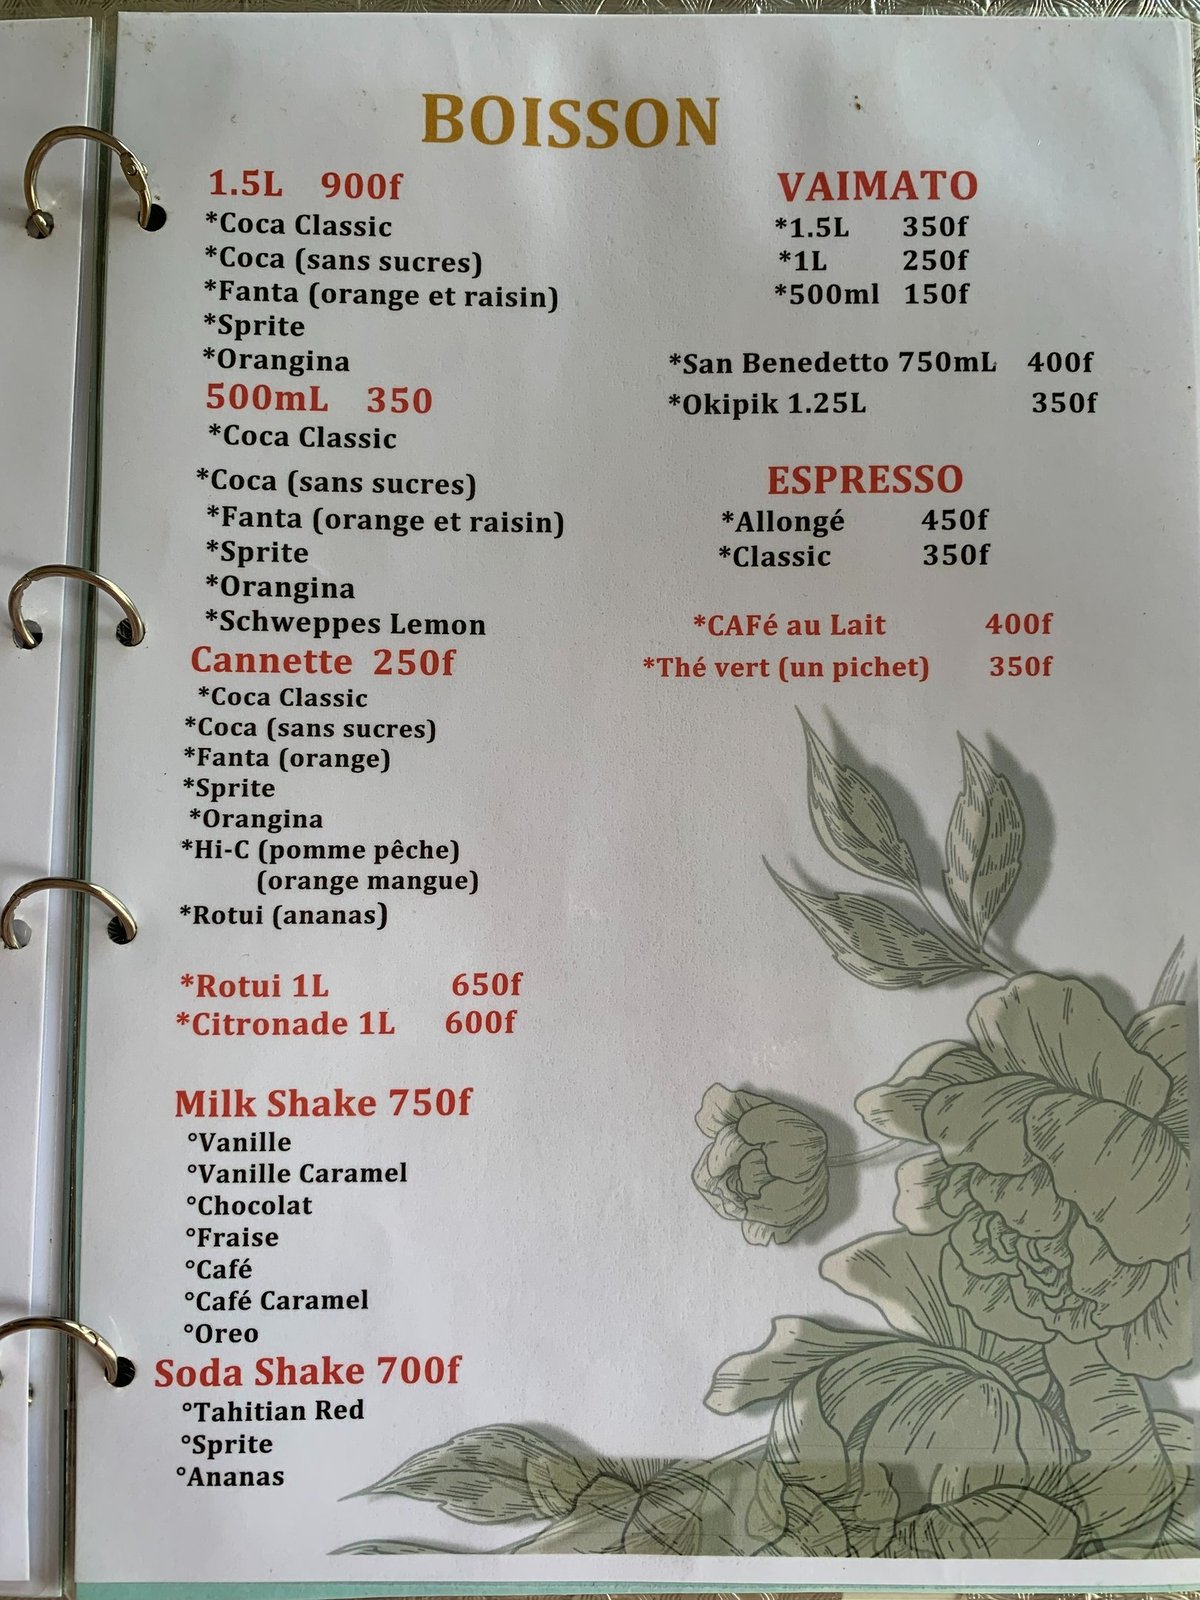 BOISSON
1.5L 900f
*Coca Classic
*Coca (sans sucres)
*Fanta (orange et raisin)
*Sprite
*Orangina
500mL 350
*Coca Classic
*Coca (sans sucres)
*Fanta (orange et raisin)
*Sprite
*Orangina
*Schweppes Lemon
Cannette 250f
*Coca Classic
*Coca (sans sucres)
*Fanta (orange)
*Sprite
*Orangina
*Hi-C (pomme pêche)
(orange mangue)
*Rotui (ananas)
*Rotui 1L 650f
*Citronade 1L 600f
Milk Shake 750f
°Vanille
°Vanille Caramel
°Chocolat
°Fraise
°Café
°Café Caramel
°Oreo
Soda Shake 700f
°Tahitian Red
°Sprite
°Ananas
VAIMATO
*1.5L 350f
*1L 250f
*500ml 150f
*San Benedetto 750mL 400f
*Okipik 1.25L 350f
ESPRESSO
*Allongé 450f
*Classic 350f
*CAFé au Lait 400f
*Thé vert (un pichet) 350f